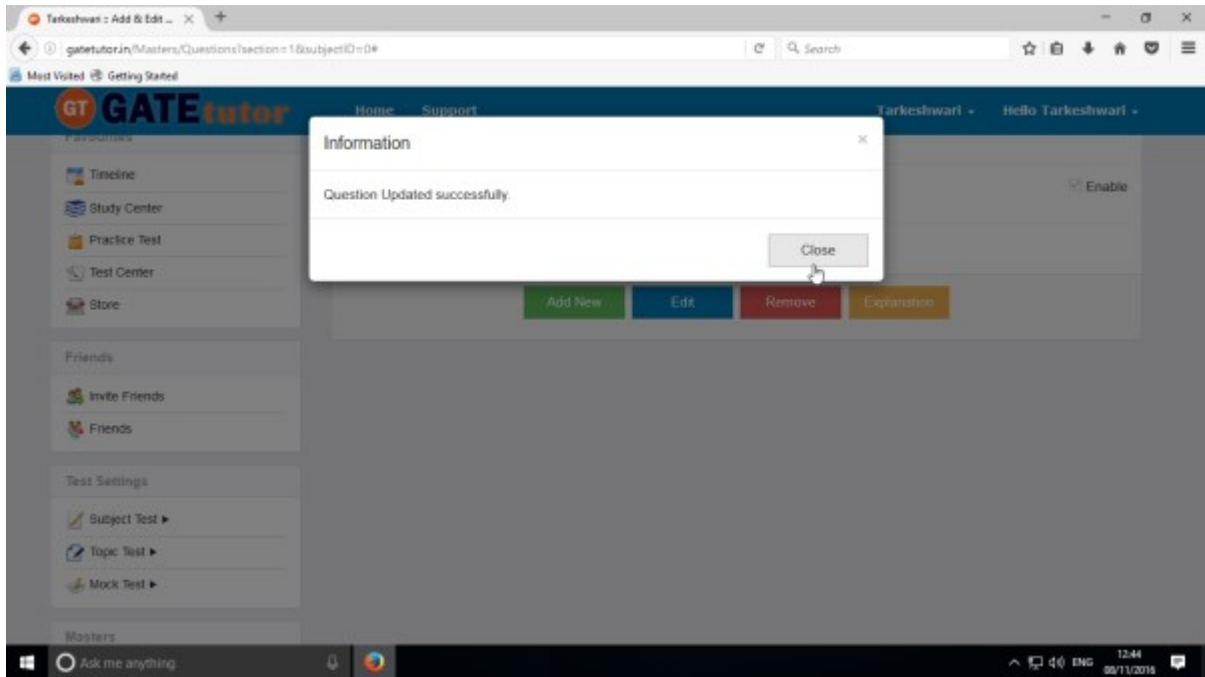 Tarkeshwari :: Add & Edit ...
gatetutor.in/Masters/Questions?section=1&subjectID=0#
Search
Most Visited Getting Started
GT GATEtutor Home Support Tarkeshwari Hello Tarkeshwari
Favourites
Information
Timeline
Question Updated successfully.
Enable
Study Center
Practice Test
Close
Test Center
Store
Add New Edit Remove Explanation
Friends
Invite Friends
Friends
Test Settings
Subject Test
Topic Test
Mock Test
Masters
Ask me anything
ENG
12:44
08/11/2016